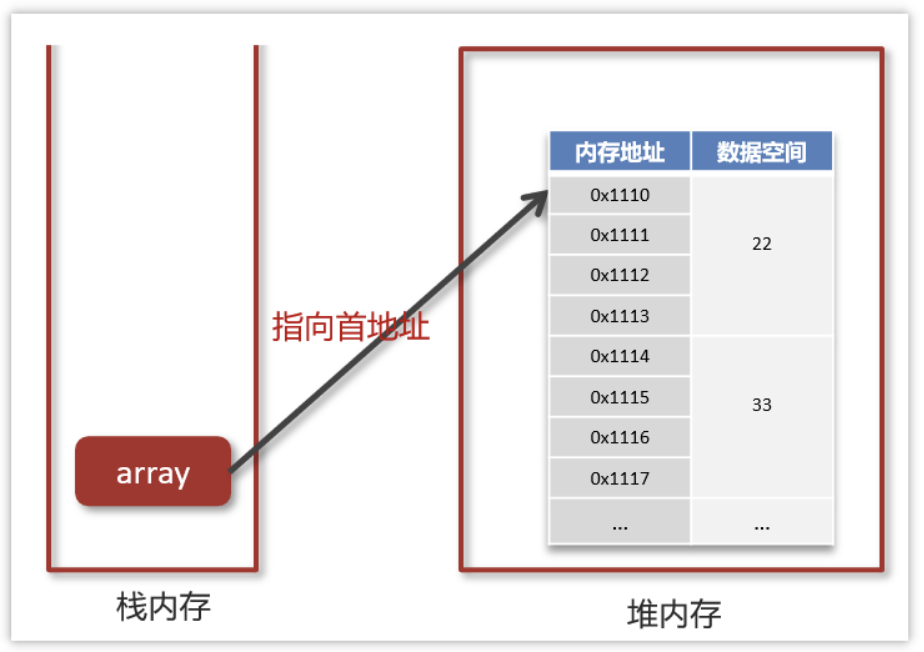 内存地址 数据空间
0x1110
0x1111
22
0x1112
0x1113
指向首地址
0x1114
0x1115
33
0x1116
array
0x1117
... ...
栈内存
堆内存